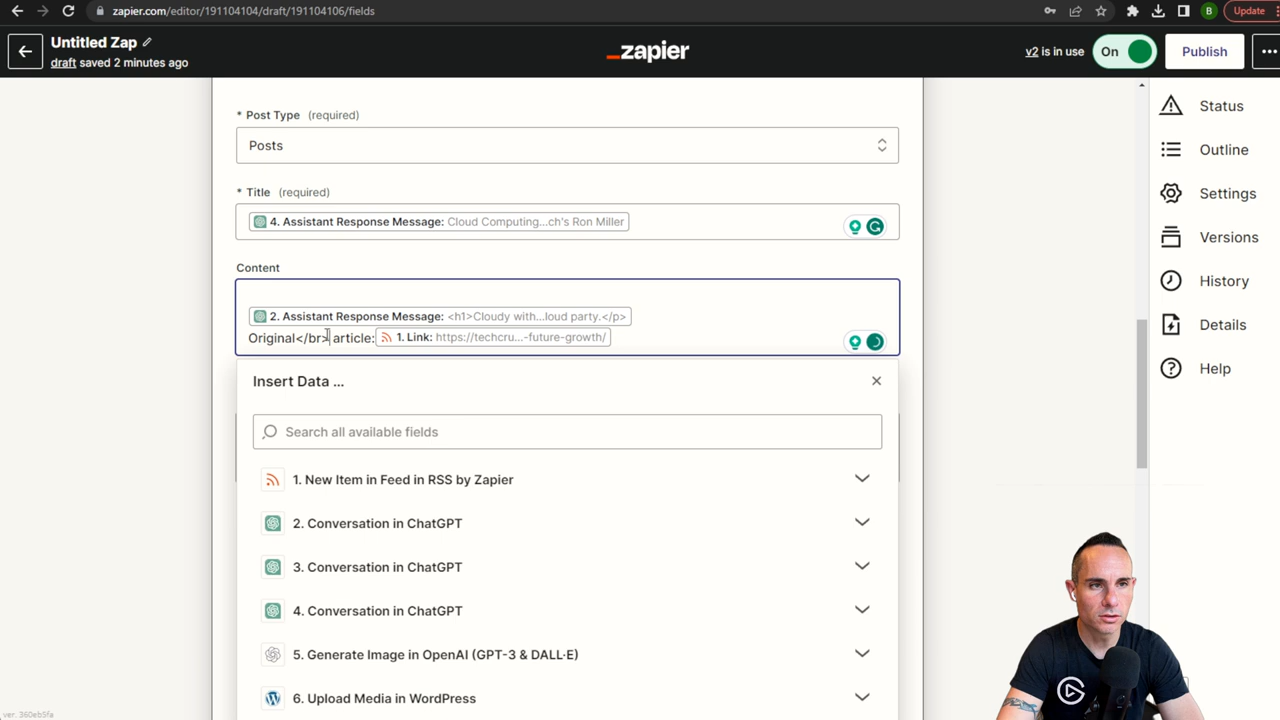 zapier.com/editor/191104104/draft/191104106/fields
B
Update
Untitled Zap
draft saved 2 minutes ago
_zapier
v2 is in use
On
Publish
* Post Type (required)
Posts
* Title (required)
4. Assistant Response Message: Cloud Computing...ch's Ron Miller
Content
2. Assistant Response Message: <h1>Cloudy with...loud party.</p>
Original</br> article: 1. Link: https://techcru...-future-growth/
Insert Data ...
Search all available fields
1. New Item in Feed in RSS by Zapier
2. Conversation in ChatGPT
3. Conversation in ChatGPT
4. Conversation in ChatGPT
5. Generate Image in OpenAI (GPT-3 & DALL·E)
6. Upload Media in WordPress
Status
Outline
Settings
Versions
History
Details
Help
ver. 360eb5fa